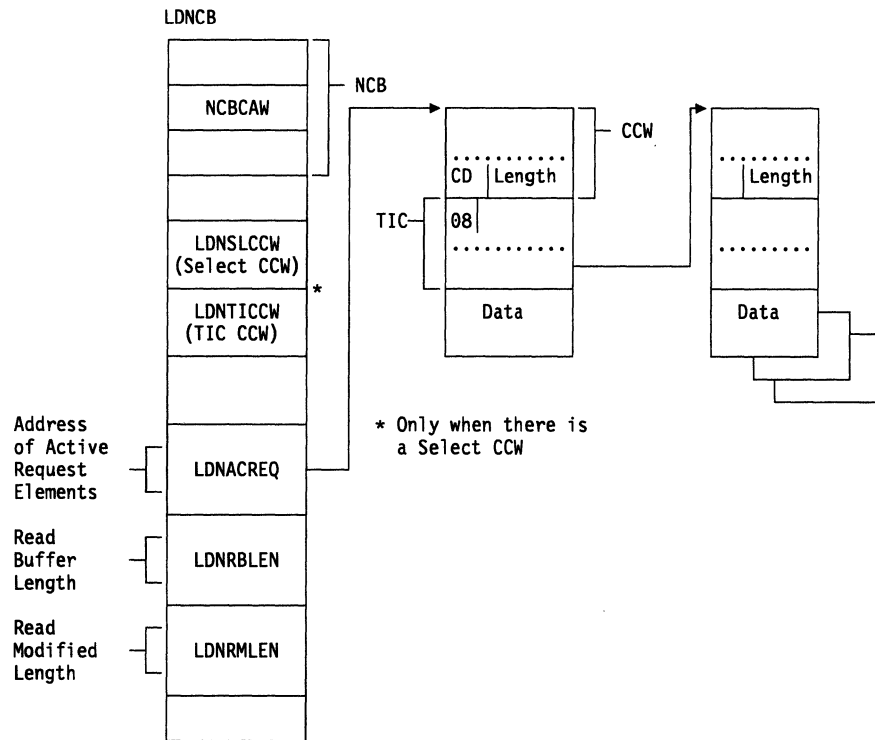 LDNCB
NCB
NCBCAW
CCW
CD Length
Length
TIC
08
LDNSLCCW
(Select CCW)
*
LDNTICCW
(TIC CCW)
Data
Data
* Only when there is
a Select CCW
Address
of Active
Request
Elements
LDNACREQ
Read
Buffer
Length
LDNRBLEN
Read
Modified
Length
LDNRMLEN